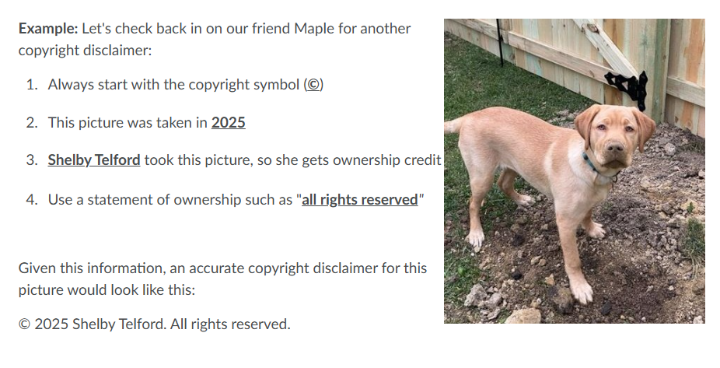 Example: Let's check back in on our friend Maple for another
copyright disclaimer:
1. Always start with the copyright symbol (©)
2. This picture was taken in 2025
3. Shelby Telford took this picture, so she gets ownership credit
4. Use a statement of ownership such as "all rights reserved"
Given this information, an accurate copyright disclaimer for this
picture would look like this:
© 2025 Shelby Telford. All rights reserved.